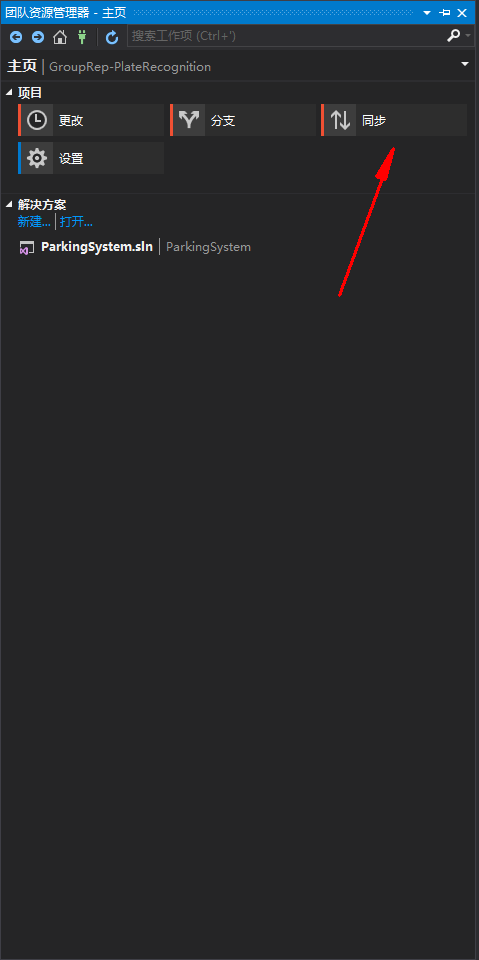 团队资源管理器 - 主页
搜索工作项 (Ctrl+')
主页 | GroupRep-PlateRecognition
项目
更改
分支
同步
设置
解决方案
新建... | 打开...
ParkingSystem.sln | ParkingSystem